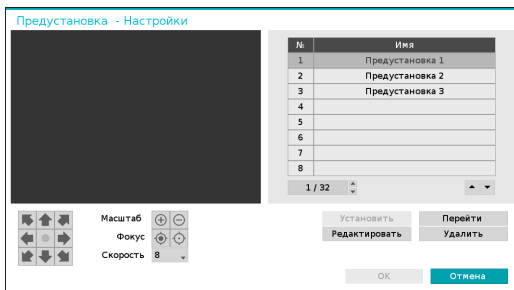 Предустановка - Настройки
№ Имя
1 Предустановка 1
2 Предустановка 2
3 Предустановка 3
4
5
6
7
8
1 / 32
Масштаб
Фокус
Скорость 8
Установить Перейти
Редактировать Удалить
OK Отмена